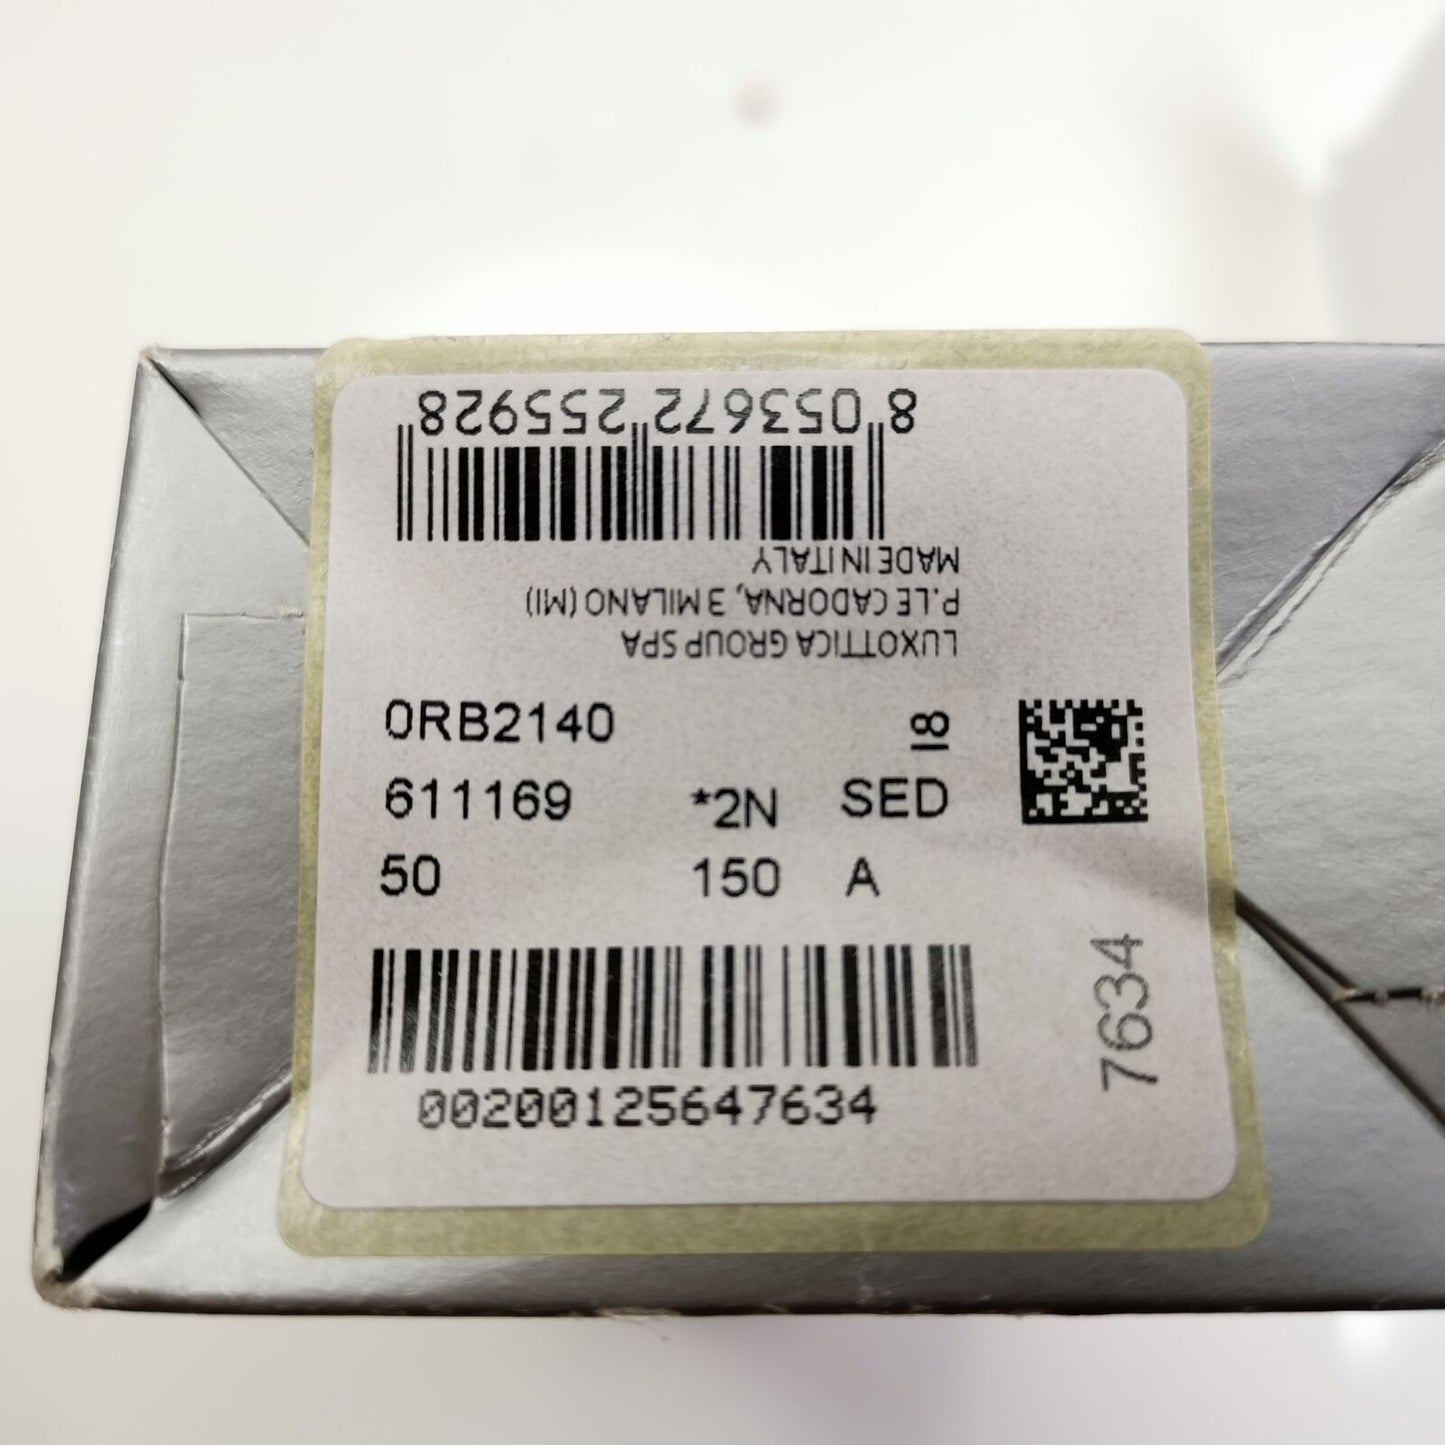 8 053672 255928
MADE IN ITALY
P.LE CADORNA, 3 MILANO (MI)
LUXOTTICA GROUP SPA
0RB2140
I8
611169 *2N SED
50 150 A
7634
00200125647634